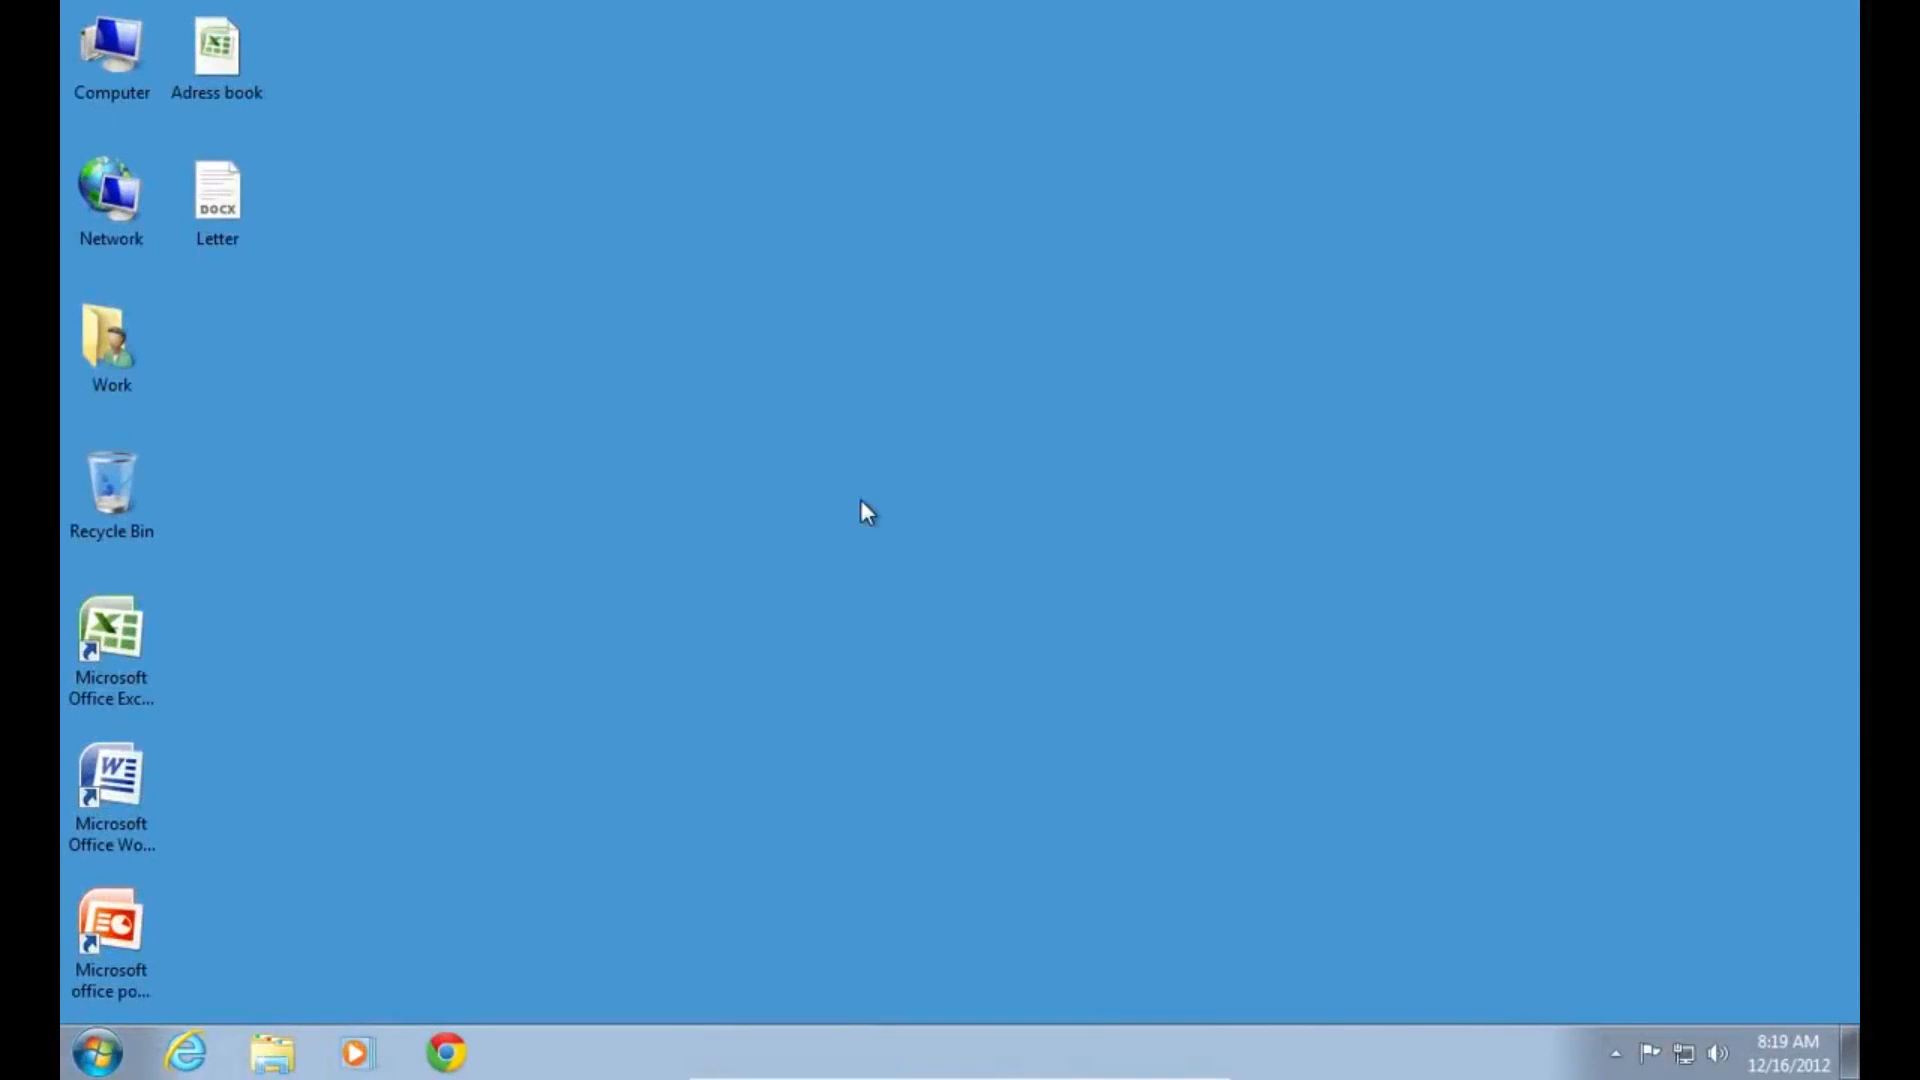 Computer
Adress book
Network
DOCX
Letter
Work
Recycle Bin
Microsoft
Office Exc...
Microsoft
Office Wo...
Microsoft
office po...
8:19 AM
12/16/2012